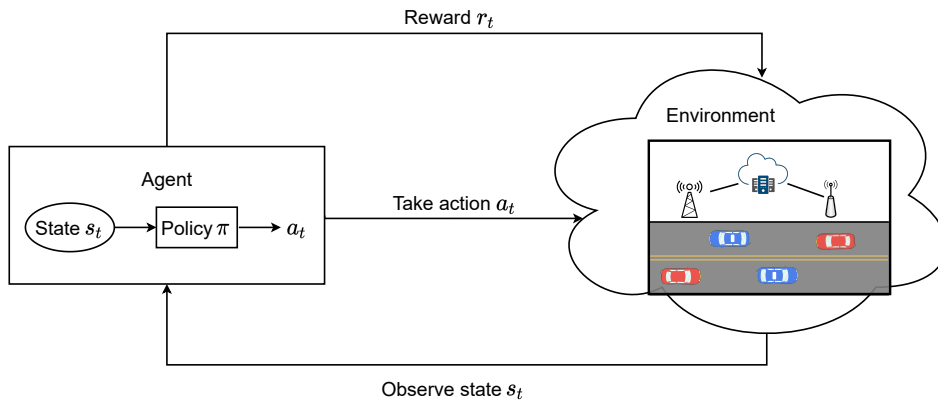 Reward r_t
Environment
Agent
State s_t
Policy π
a_t
Take action a_t
Observe state s_t